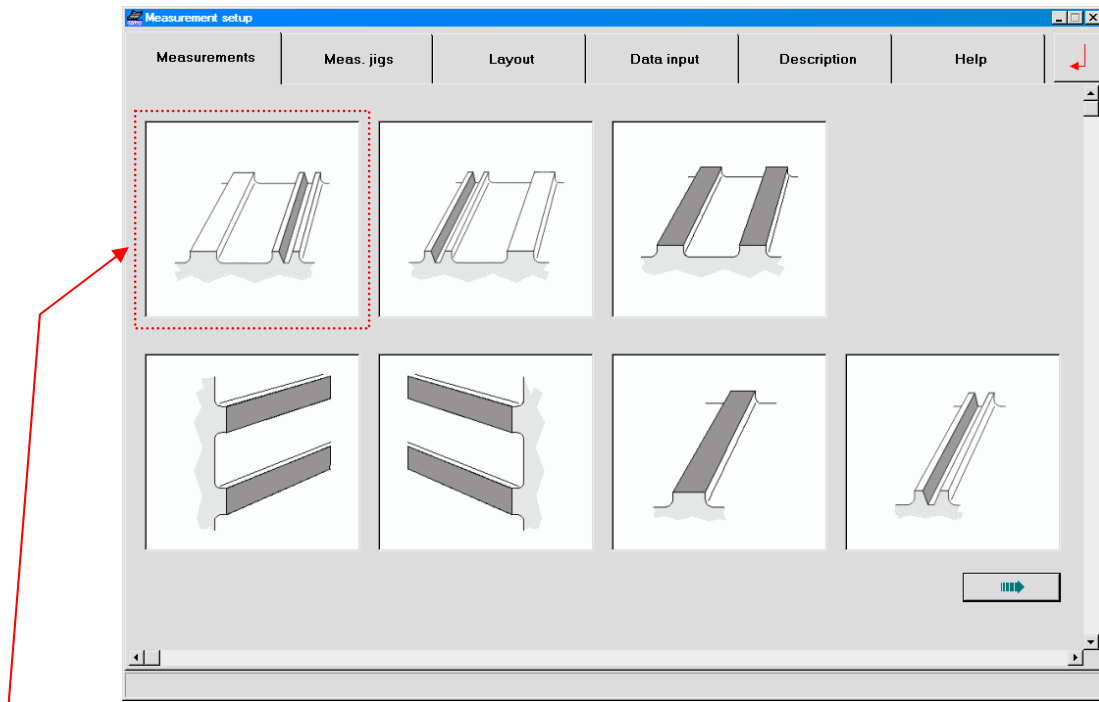 Measurement setup
Measurements Meas. jigs Layout Data input Description Help